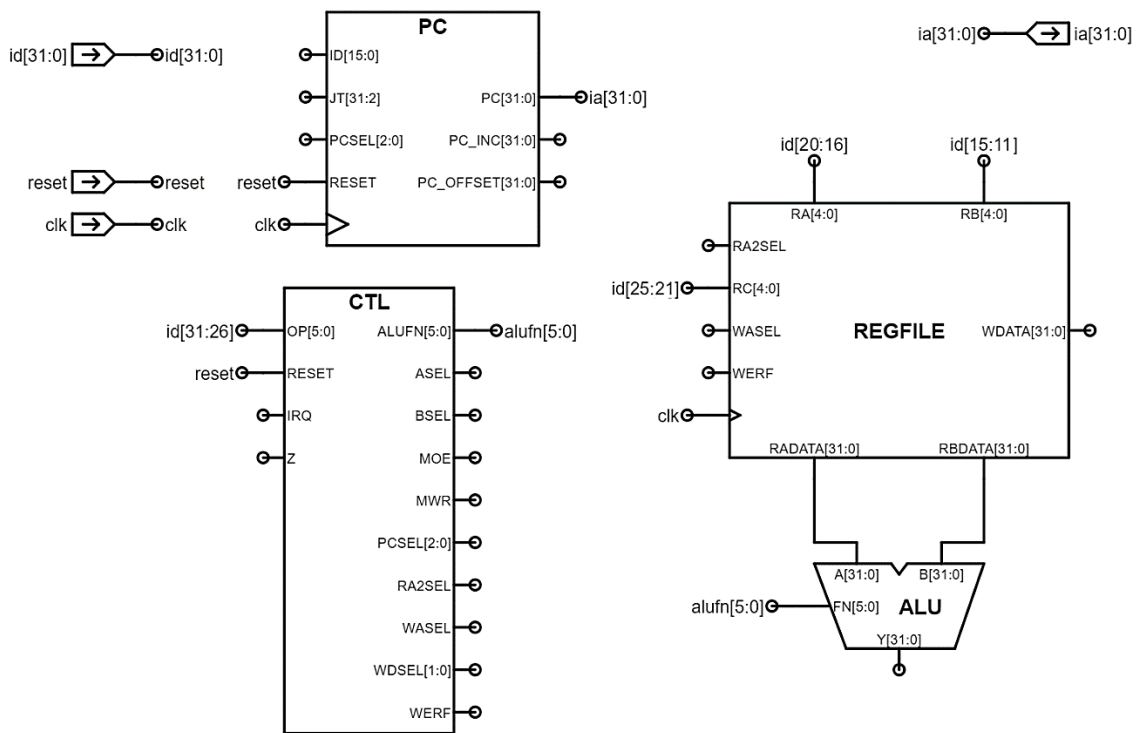 id[31:0]
id[31:0]
reset
reset
clk
clk
PC
ID[15:0]
JT[31:2]
PCSEL[2:0]
reset
RESET
clk
PC[31:0]
ia[31:0]
PC_INC[31:0]
PC_OFFSET[31:0]
ia[31:0]
ia[31:0]
CTL
id[31:26]
OP[5:0]
reset
RESET
IRQ
Z
ALUFN[5:0]
alufn[5:0]
ASEL
BSEL
MOE
MWR
PCSEL[2:0]
RA2SEL
WASEL
WDSEL[1:0]
WERF
id[20:16]
id[15:11]
RA[4:0]
RB[4:0]
RA2SEL
id[25:21]
RC[4:0]
WASEL
REGFILE
WDATA[31:0]
WERF
clk
RADATA[31:0]
RBDATA[31:0]
A[31:0]
B[31:0]
alufn[5:0]
FN[5:0]
ALU
Y[31:0]